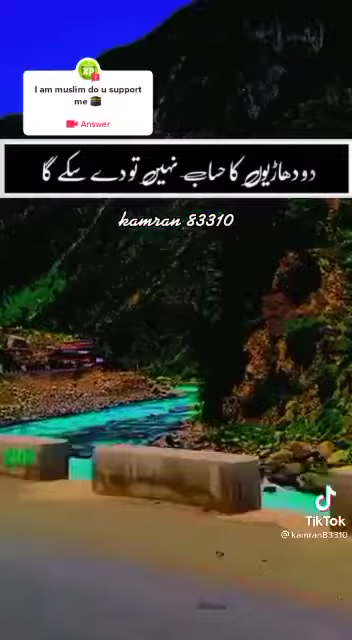 XP
I am muslim do u support
me 🕋
Answer
دو دھاڑیوں کا حساب نہیں تو دے سکے گا
kamran 83310
TikTok
@kamran83310